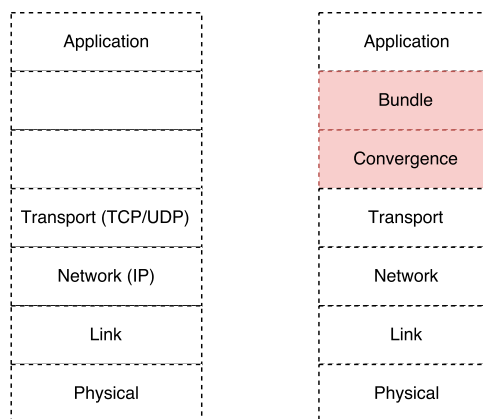 Application
Transport (TCP/UDP)
Network (IP)
Link
Physical
Application
Bundle
Convergence
Transport
Network
Link
Physical